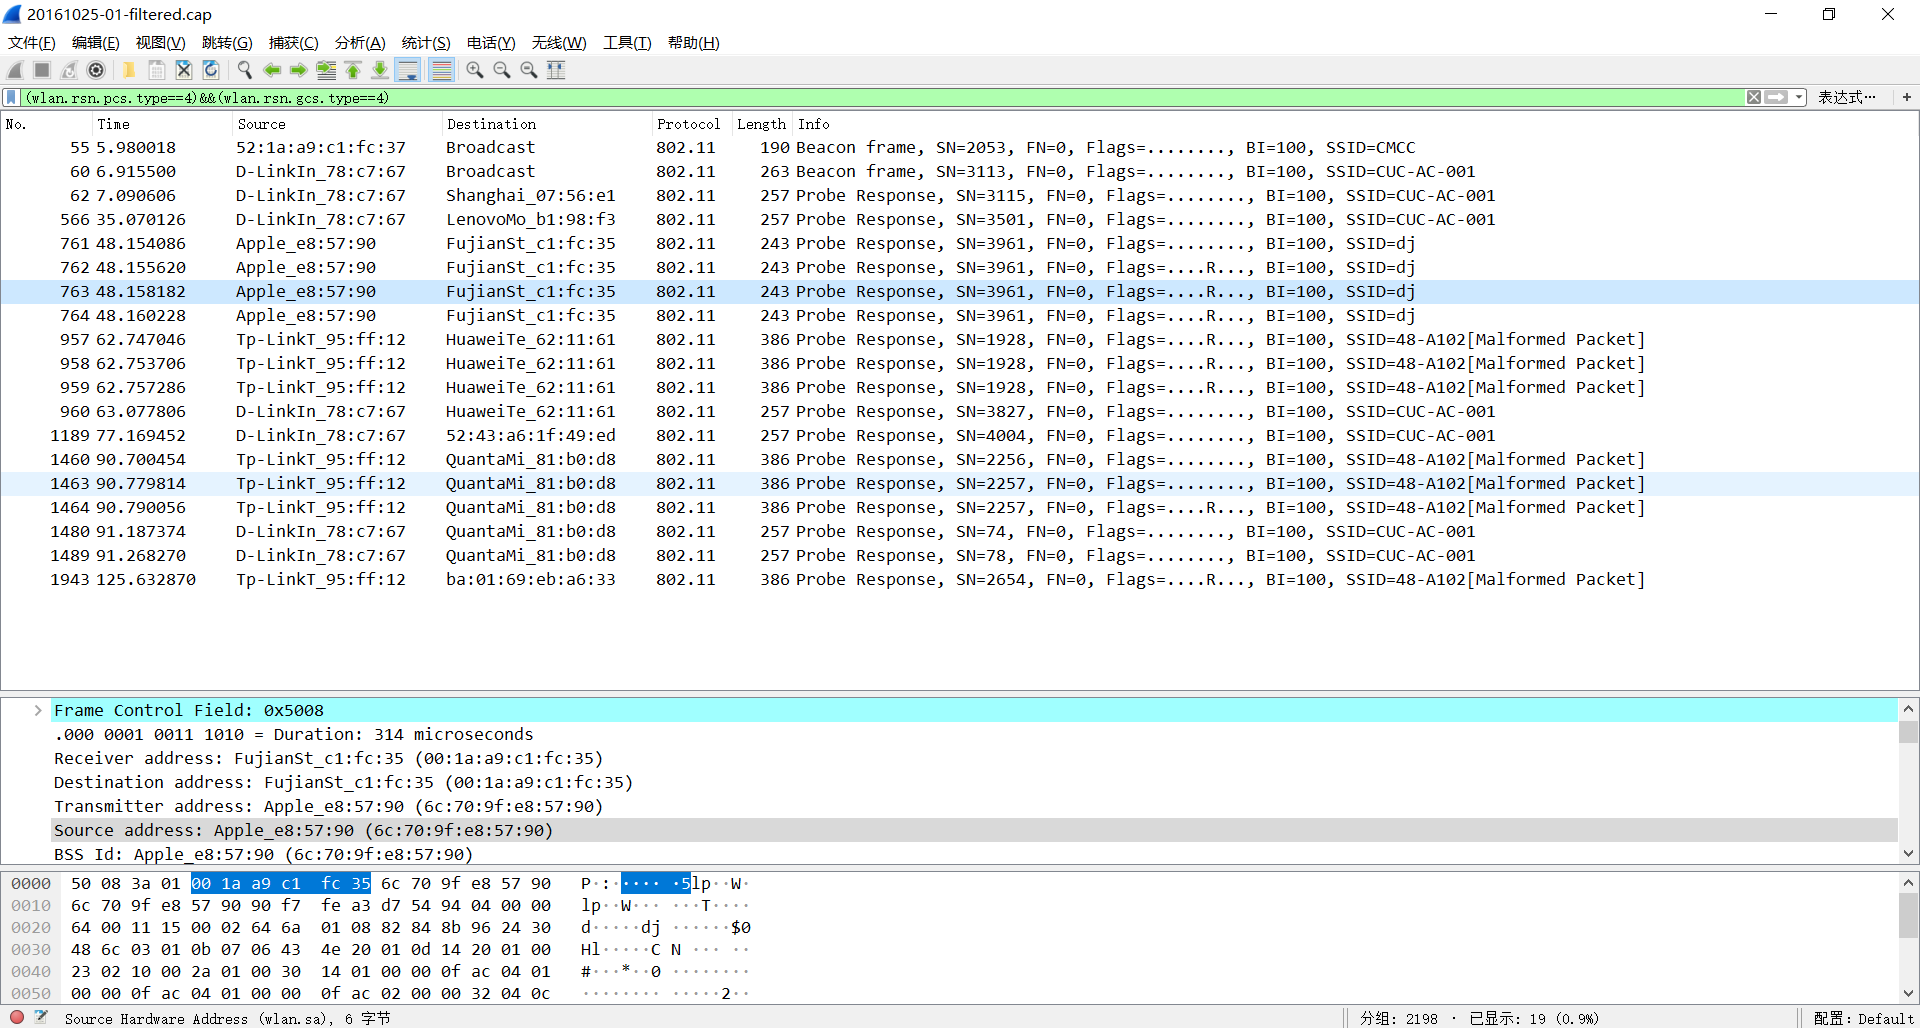 20161025-01-filtered.cap
文件(F) 编辑(E) 视图(V) 跳转(G) 捕获(C) 分析(A) 统计(S) 电话(Y) 无线(W) 工具(T) 帮助(H)
(wlan.rsn.pcs.type==4)&&(wlan.rsn.gcs.type==4) 表达式… +
No. Time Source Destination Protocol Length Info
55 5.980018 52:1a:a9:c1:fc:37 Broadcast 802.11 190 Beacon frame, SN=2053, FN=0, Flags=........, BI=100, SSID=CMCC
60 6.915500 D-LinkIn_78:c7:67 Broadcast 802.11 263 Beacon frame, SN=3113, FN=0, Flags=........, BI=100, SSID=CUC-AC-001
62 7.090606 D-LinkIn_78:c7:67 Shanghai_07:56:e1 802.11 257 Probe Response, SN=3115, FN=0, Flags=........, BI=100, SSID=CUC-AC-001
566 35.070126 D-LinkIn_78:c7:67 LenovoMo_b1:98:f3 802.11 257 Probe Response, SN=3501, FN=0, Flags=........, BI=100, SSID=CUC-AC-001
761 48.154086 Apple_e8:57:90 FujianSt_c1:fc:35 802.11 243 Probe Response, SN=3961, FN=0, Flags=........, BI=100, SSID=dj
762 48.155620 Apple_e8:57:90 FujianSt_c1:fc:35 802.11 243 Probe Response, SN=3961, FN=0, Flags=....R..., BI=100, SSID=dj
763 48.158182 Apple_e8:57:90 FujianSt_c1:fc:35 802.11 243 Probe Response, SN=3961, FN=0, Flags=....R..., BI=100, SSID=dj
764 48.160228 Apple_e8:57:90 FujianSt_c1:fc:35 802.11 243 Probe Response, SN=3961, FN=0, Flags=....R..., BI=100, SSID=dj
957 62.747046 Tp-LinkT_95:ff:12 HuaweiTe_62:11:61 802.11 386 Probe Response, SN=1928, FN=0, Flags=....R..., BI=100, SSID=48-A102[Malformed Packet]
958 62.753706 Tp-LinkT_95:ff:12 HuaweiTe_62:11:61 802.11 386 Probe Response, SN=1928, FN=0, Flags=....R..., BI=100, SSID=48-A102[Malformed Packet]
959 62.757286 Tp-LinkT_95:ff:12 HuaweiTe_62:11:61 802.11 386 Probe Response, SN=1928, FN=0, Flags=....R..., BI=100, SSID=48-A102[Malformed Packet]
960 63.077806 D-LinkIn_78:c7:67 HuaweiTe_62:11:61 802.11 257 Probe Response, SN=3827, FN=0, Flags=........, BI=100, SSID=CUC-AC-001
1189 77.169452 D-LinkIn_78:c7:67 52:43:a6:1f:49:ed 802.11 257 Probe Response, SN=4004, FN=0, Flags=........, BI=100, SSID=CUC-AC-001
1460 90.700454 Tp-LinkT_95:ff:12 QuantaMi_81:b0:d8 802.11 386 Probe Response, SN=2256, FN=0, Flags=........, BI=100, SSID=48-A102[Malformed Packet]
1463 90.779814 Tp-LinkT_95:ff:12 QuantaMi_81:b0:d8 802.11 386 Probe Response, SN=2257, FN=0, Flags=........, BI=100, SSID=48-A102[Malformed Packet]
1464 90.790056 Tp-LinkT_95:ff:12 QuantaMi_81:b0:d8 802.11 386 Probe Response, SN=2257, FN=0, Flags=....R..., BI=100, SSID=48-A102[Malformed Packet]
1480 91.187374 D-LinkIn_78:c7:67 QuantaMi_81:b0:d8 802.11 257 Probe Response, SN=74, FN=0, Flags=........, BI=100, SSID=CUC-AC-001
1489 91.268270 D-LinkIn_78:c7:67 QuantaMi_81:b0:d8 802.11 257 Probe Response, SN=78, FN=0, Flags=........, BI=100, SSID=CUC-AC-001
1943 125.632870 Tp-LinkT_95:ff:12 ba:01:69:eb:a6:33 802.11 386 Probe Response, SN=2654, FN=0, Flags=....R..., BI=100, SSID=48-A102[Malformed Packet]
Frame Control Field: 0x5008
.000 0001 0011 1010 = Duration: 314 microseconds
Receiver address: FujianSt_c1:fc:35 (00:1a:a9:c1:fc:35)
Destination address: FujianSt_c1:fc:35 (00:1a:a9:c1:fc:35)
Transmitter address: Apple_e8:57:90 (6c:70:9f:e8:57:90)
Source address: Apple_e8:57:90 (6c:70:9f:e8:57:90)
BSS Id: Apple_e8:57:90 (6c:70:9f:e8:57:90)
0000 50 08 3a 01 00 1a a9 c1 fc 35 6c 70 9f e8 57 90 P·:····· ·5lp··W·
0010 6c 70 9f e8 57 90 90 f7 fe a3 d7 54 94 04 00 00 lp··W··· ···T····
0020 64 00 11 15 00 02 64 6a 01 08 82 84 8b 96 24 30 d·····dj ······$0
0030 48 6c 03 01 0b 07 06 43 4e 20 01 0d 14 20 01 00 Hl·····C N ··· ··
0040 23 02 10 00 2a 01 00 30 14 01 00 00 0f ac 04 01 #···*··0 ········
0050 00 00 0f ac 04 01 00 00 0f ac 02 00 00 32 04 0c ········ ·····2··
Source Hardware Address (wlan.sa), 6 字节 分组: 2198 · 已显示: 19 (0.9%) 配置: Default